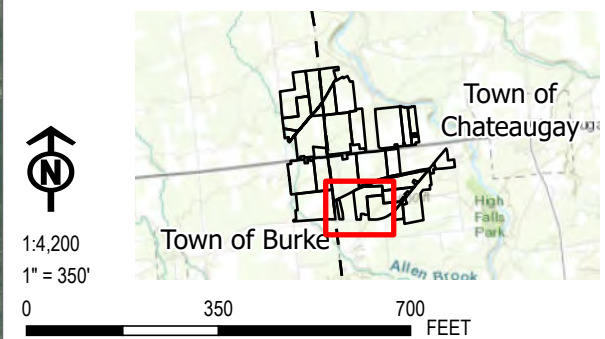 Town of
Chateaugay
High
Falls
Park
Town of Burke
Allen Brook
N
1:4,200
1" = 350'
0 350 700
FEET